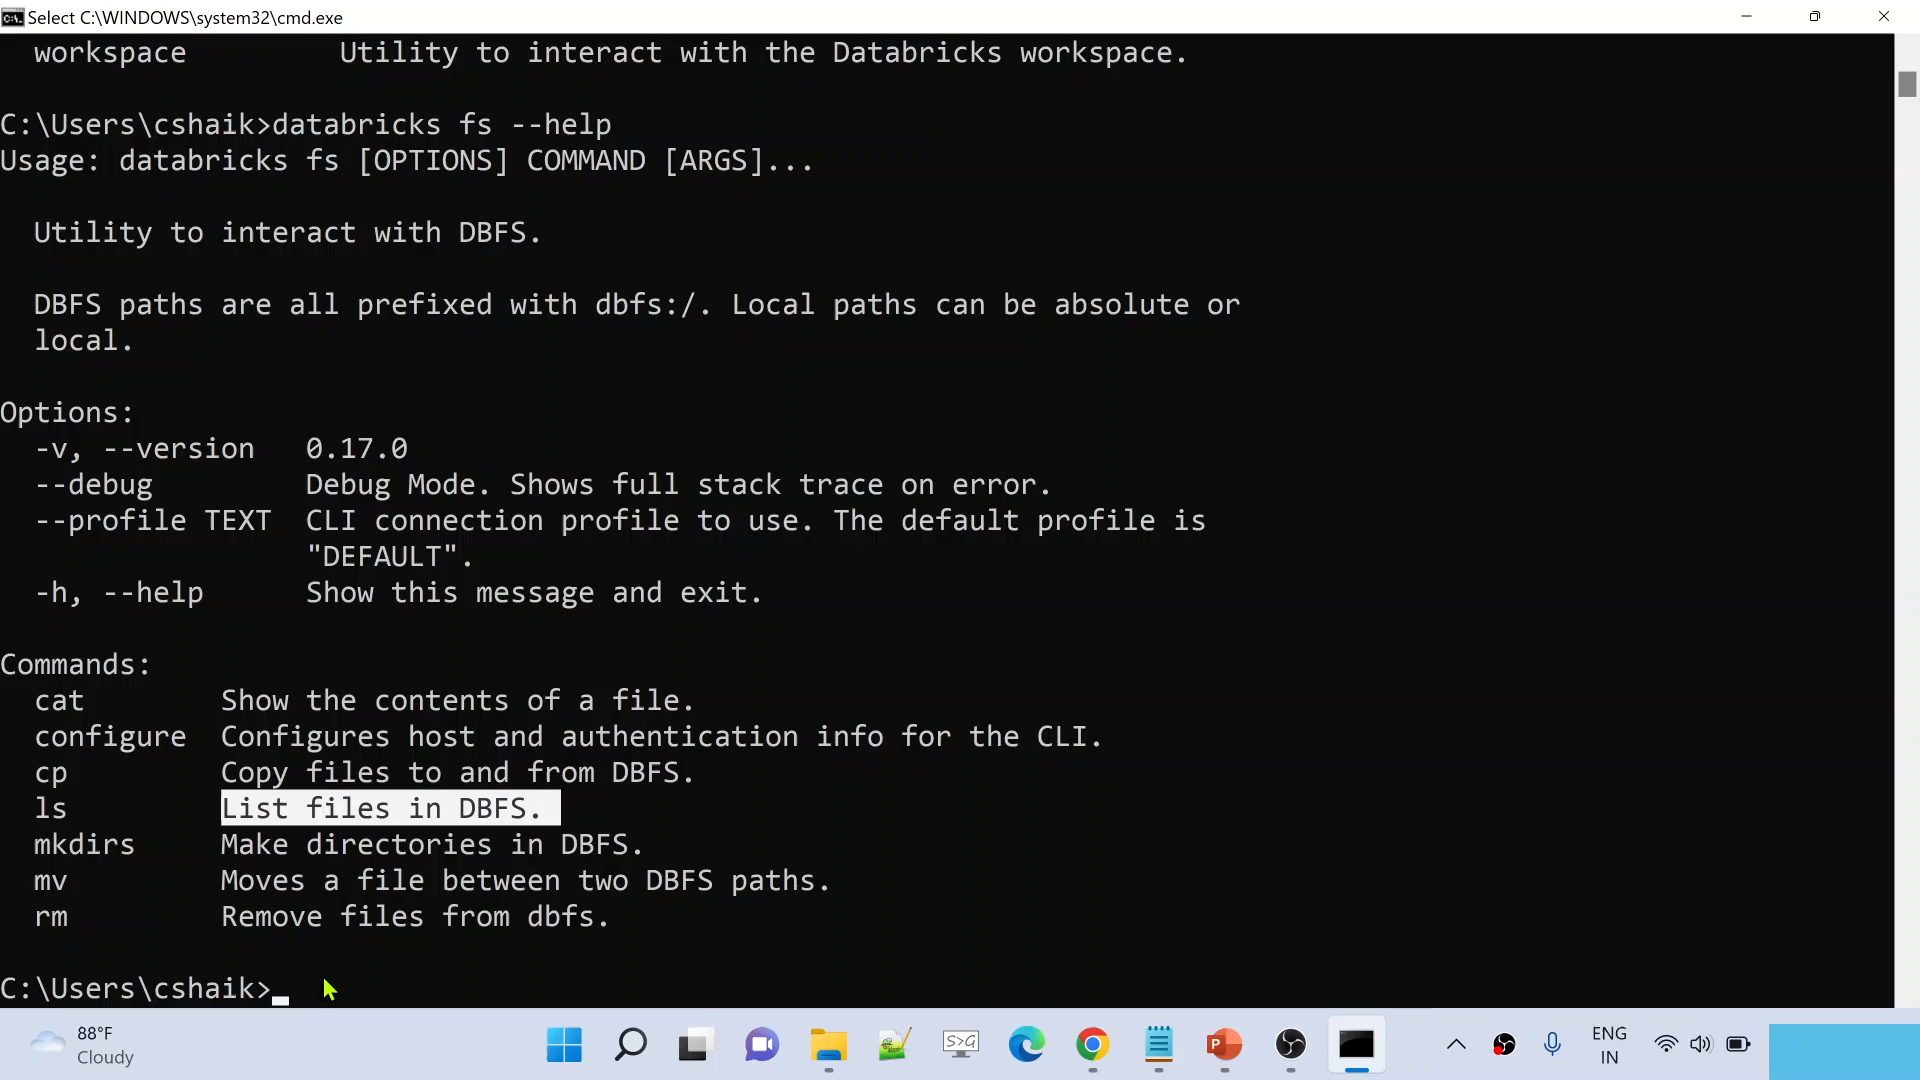 Select C:\WINDOWS\system32\cmd.exe
workspace Utility to interact with the Databricks workspace.
C:\Users\cshaik>databricks fs --help
Usage: databricks fs [OPTIONS] COMMAND [ARGS]...
Utility to interact with DBFS.
DBFS paths are all prefixed with dbfs:/. Local paths can be absolute or
local.
Options:
-v, --version 0.17.0
--debug Debug Mode. Shows full stack trace on error.
--profile TEXT CLI connection profile to use. The default profile is
"DEFAULT".
-h, --help Show this message and exit.
Commands:
cat Show the contents of a file.
configure Configures host and authentication info for the CLI.
cp Copy files to and from DBFS.
ls List files in DBFS.
mkdirs Make directories in DBFS.
mv Moves a file between two DBFS paths.
rm Remove files from dbfs.
C:\Users\cshaik>
88°F
Cloudy
S>G
P
ENG
IN